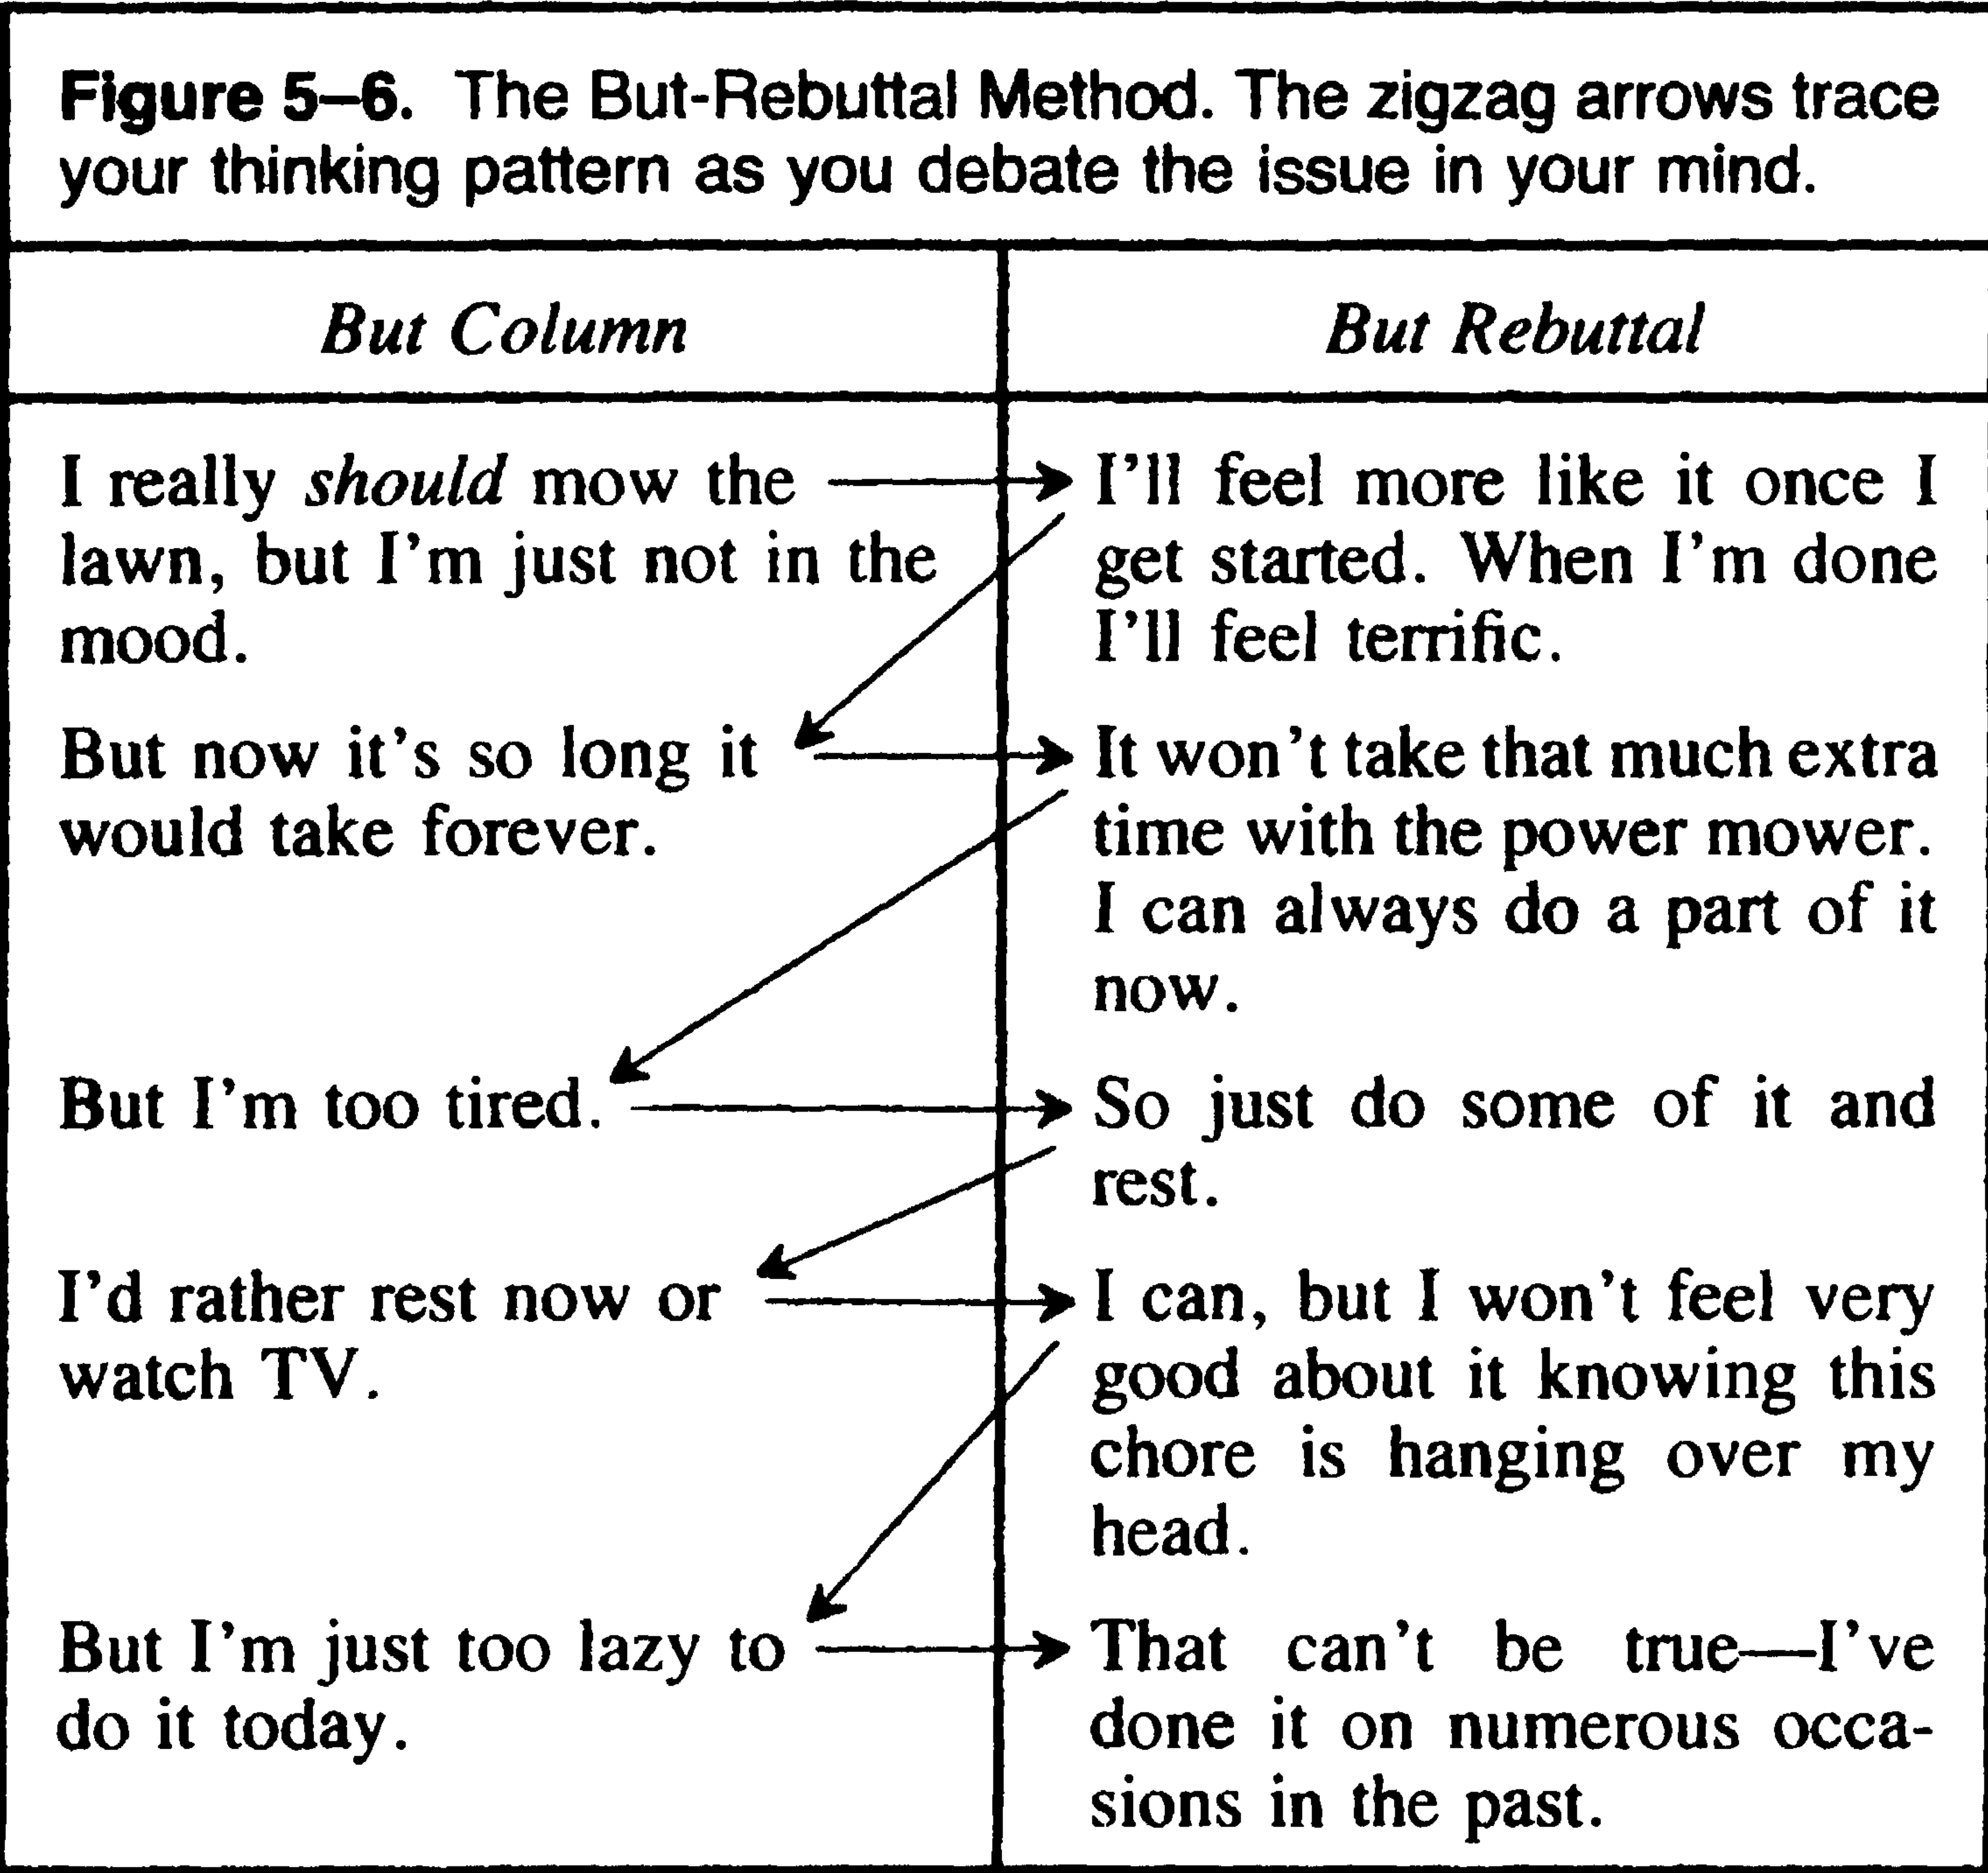 Figure 5–6. The But-Rebuttal Method. The zigzag arrows trace
your thinking pattern as you debate the issue in your mind.
But Column
But Rebuttal
I really should mow the
lawn, but I'm just not in the
mood.
I'll feel more like it once I
get started. When I'm done
I'll feel terrific.
But now it's so long it
would take forever.
It won't take that much extra
time with the power mower.
I can always do a part of it
now.
But I'm too tired.
So just do some of it and
rest.
I'd rather rest now or
watch TV.
I can, but I won't feel very
good about it knowing this
chore is hanging over my
head.
But I'm just too lazy to
do it today.
That can't be true—I've
done it on numerous occa-
sions in the past.